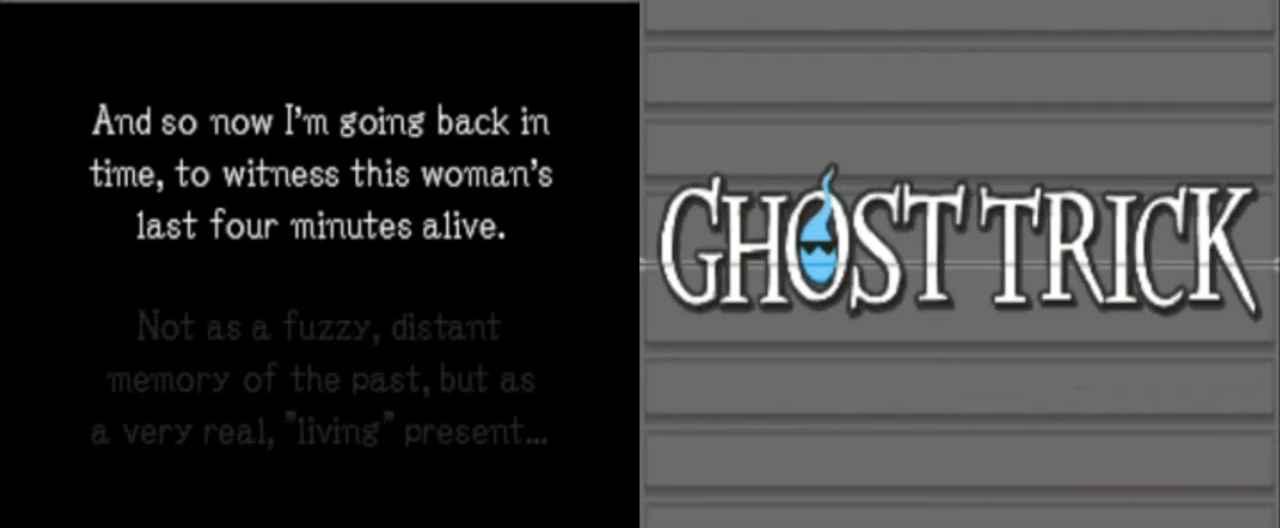 And so now I'm going back in
time, to witness this woman's
last four minutes alive.
Not as a fuzzy, distant
memory of the past, but as
a very real, "living" present...
GHOST TRICK